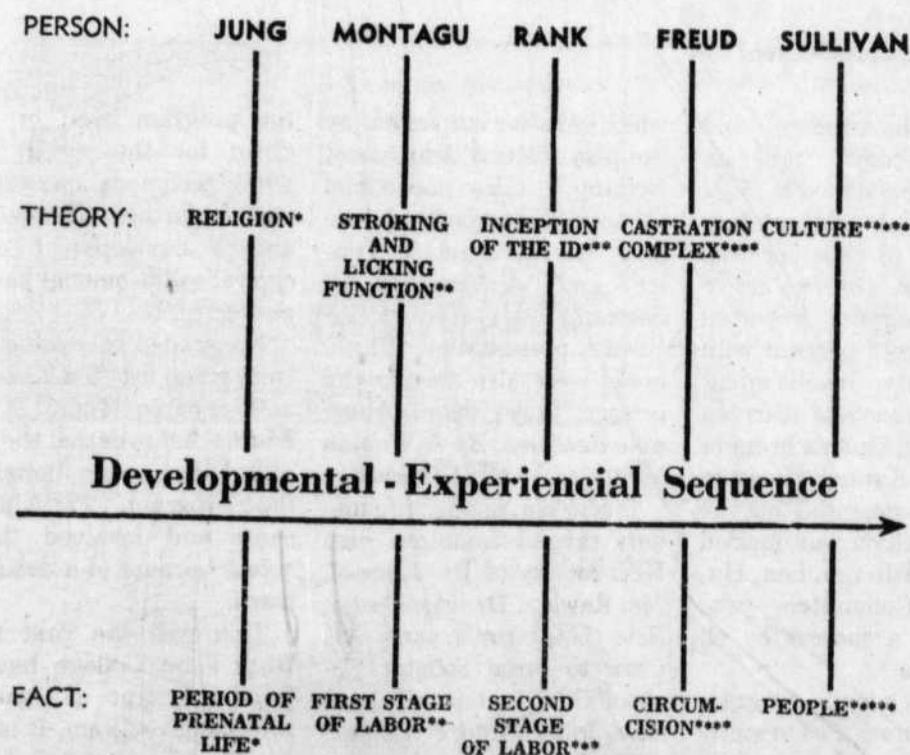 PERSON: JUNG MONTAGU RANK FREUD SULLIVAN
THEORY: RELIGION* STROKING INCEPTION CASTRATION CULTURE*****
AND OF THE ID*** COMPLEX****
LICKING
FUNCTION**
Developmental - Experiencial Sequence
FACT: PERIOD OF FIRST STAGE SECOND CIRCUM- PEOPLE*****
PRENATAL OF LABOR** STAGE CISION****
LIFE* OF LABOR***